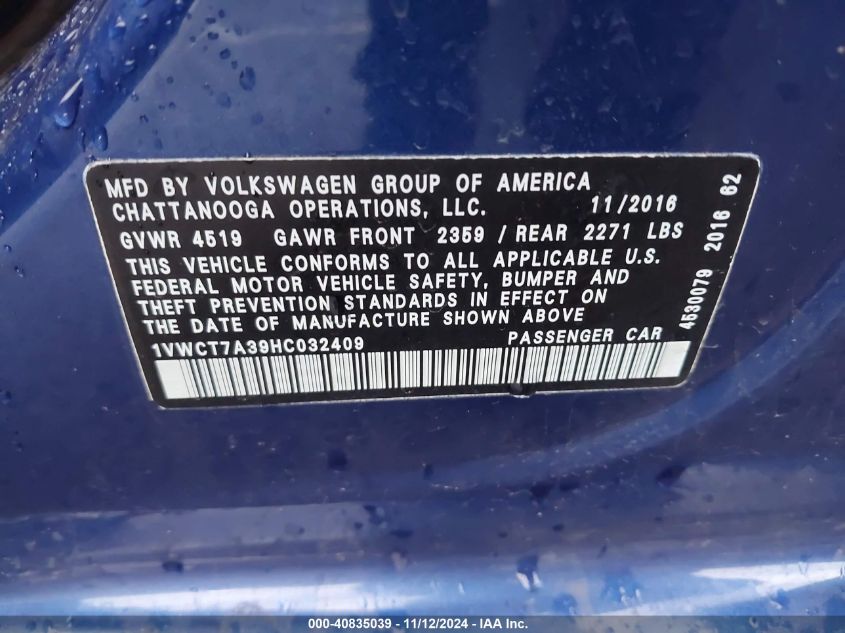 MFD BY VOLKSWAGEN GROUP OF AMERICA
CHATTANOOGA OPERATIONS, LLC. 11/2016
GVWR 4519 GAWR FRONT 2359 / REAR 2271 LBS
THIS VEHICLE CONFORMS TO ALL APPLICABLE U.S.
FEDERAL MOTOR VEHICLE SAFETY, BUMPER AND
THEFT PREVENTION STANDARDS IN EFFECT ON
THE DATE OF MANUFACTURE SHOWN ABOVE
1VWCT7A39HC032409 PASSENGER CAR
4530079 2016 62
000-40835039 - 11/12/2024 - IAA Inc.